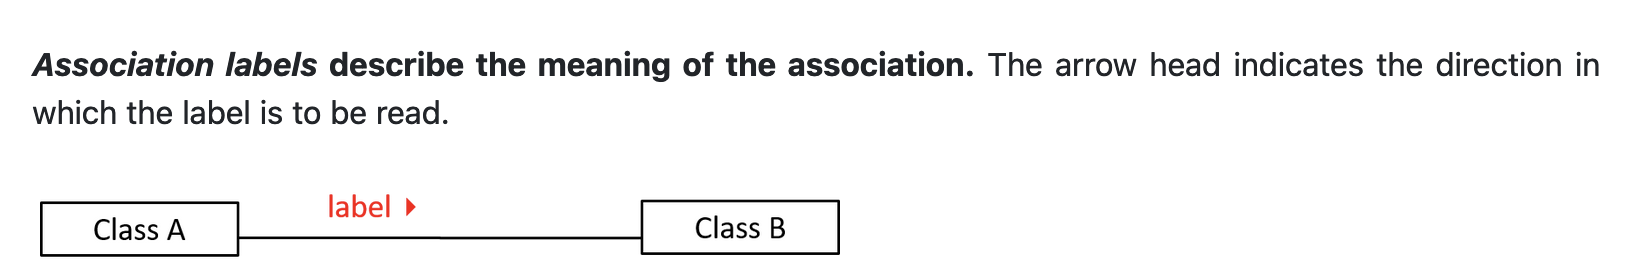 Association labels describe the meaning of the association. The arrow head indicates the direction in
which the label is to be read.
label
Class A
Class B